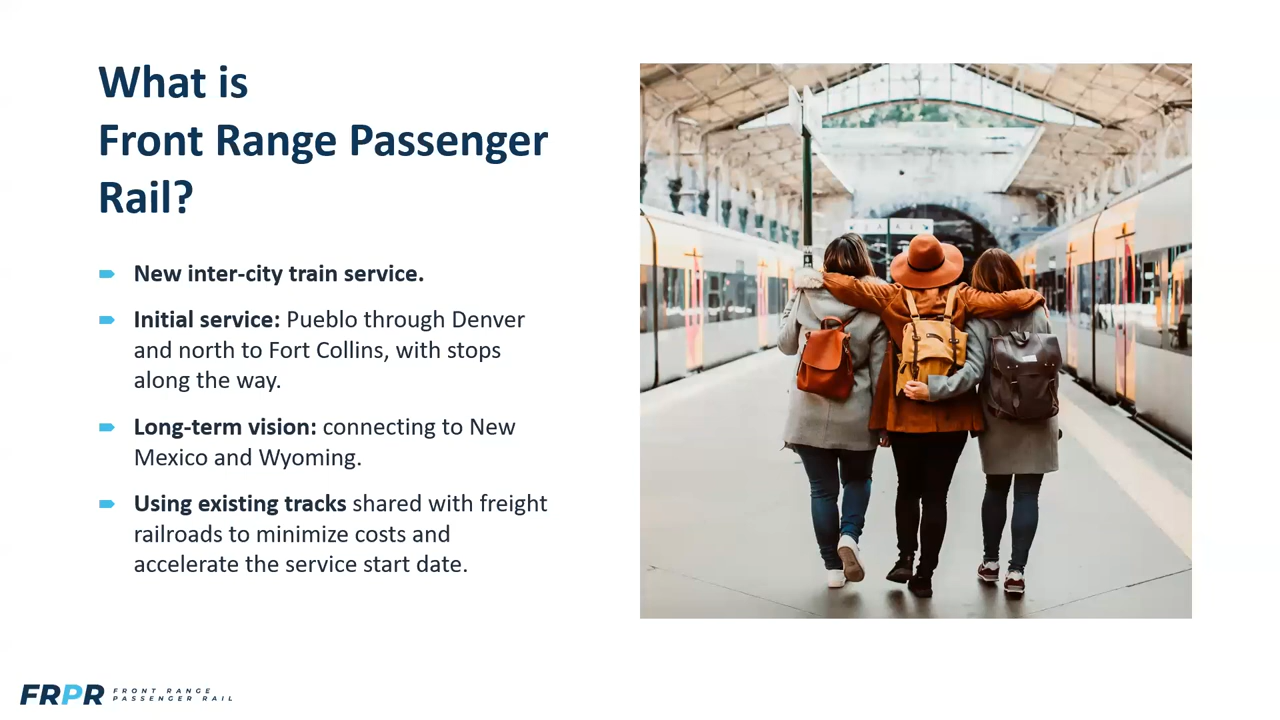 What is
Front Range Passenger
Rail?
New inter-city train service.
Initial service: Pueblo through Denver
and north to Fort Collins, with stops
along the way.
Long-term vision: connecting to New
Mexico and Wyoming.
Using existing tracks shared with freight
railroads to minimize costs and
accelerate the service start date.
FRPR FRONT RANGE
PASSENGER RAIL